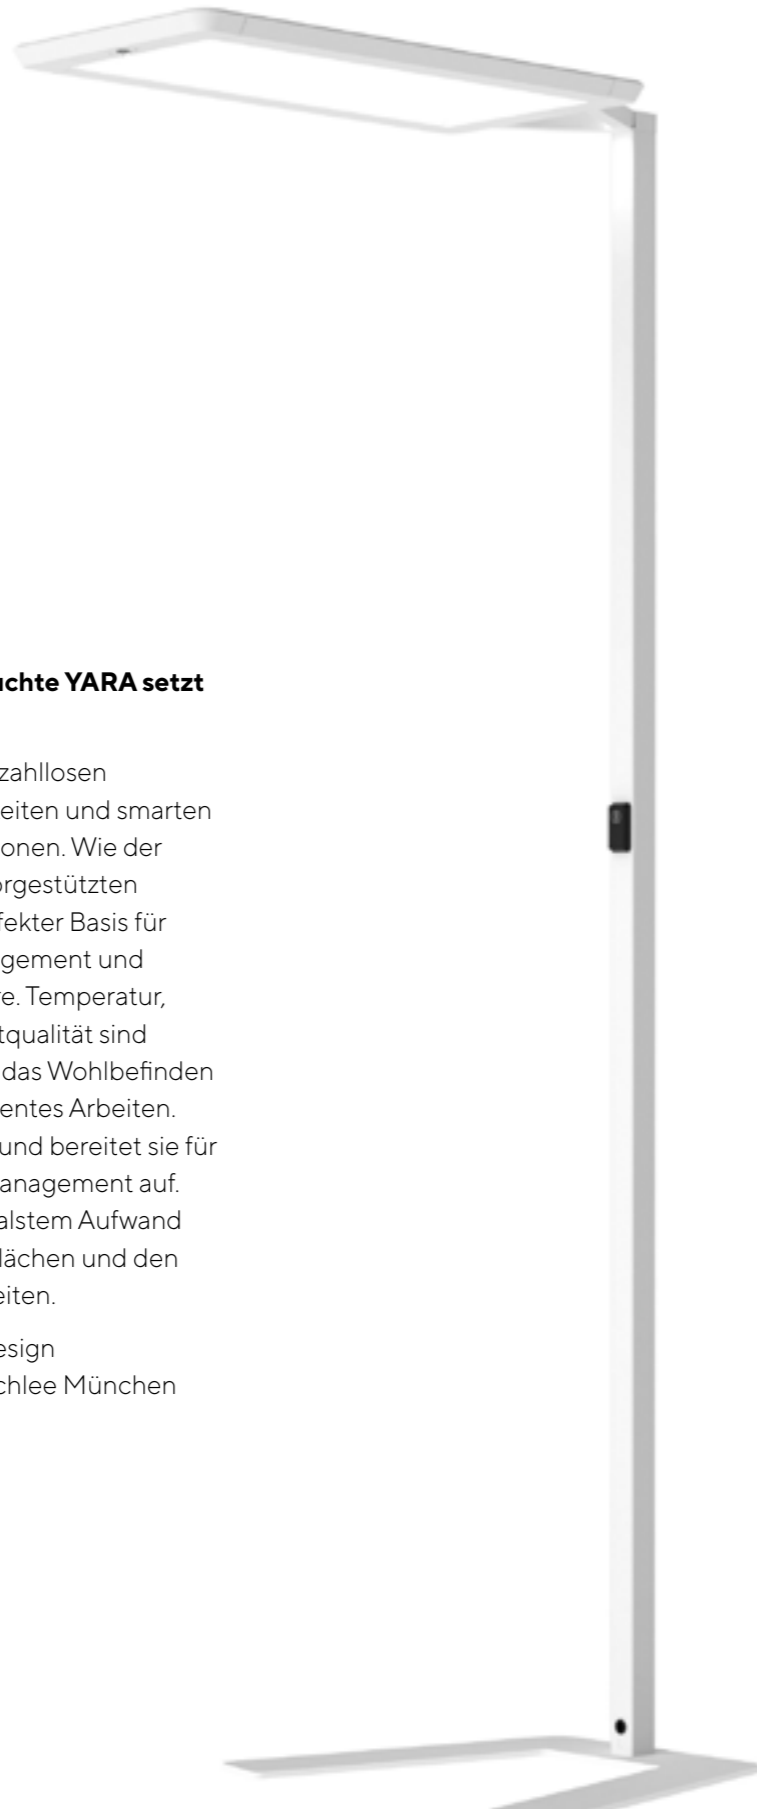 uchte YARA setzt
zahllosen
eiten und smarten
onen. Wie der
orgestützten
fekter Basis für
gement und
re. Temperatur,
tqualität sind
das Wohlbefinden
entes Arbeiten.
und bereitet sie für
anagement auf.
alstem Aufwand
lächen und den
eiten.
esign
chlee München